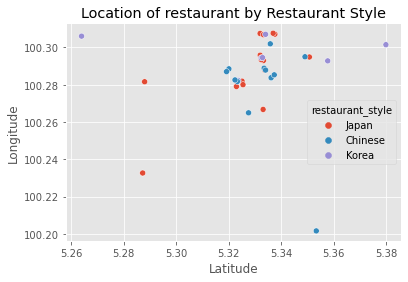 Location of restaurant by Restaurant Style
Longitude
100.30
100.28
100.26
100.24
100.22
100.20
restaurant_style
Japan
Chinese
Korea
5.26 5.28 5.30 5.32 5.34 5.36 5.38
Latitude